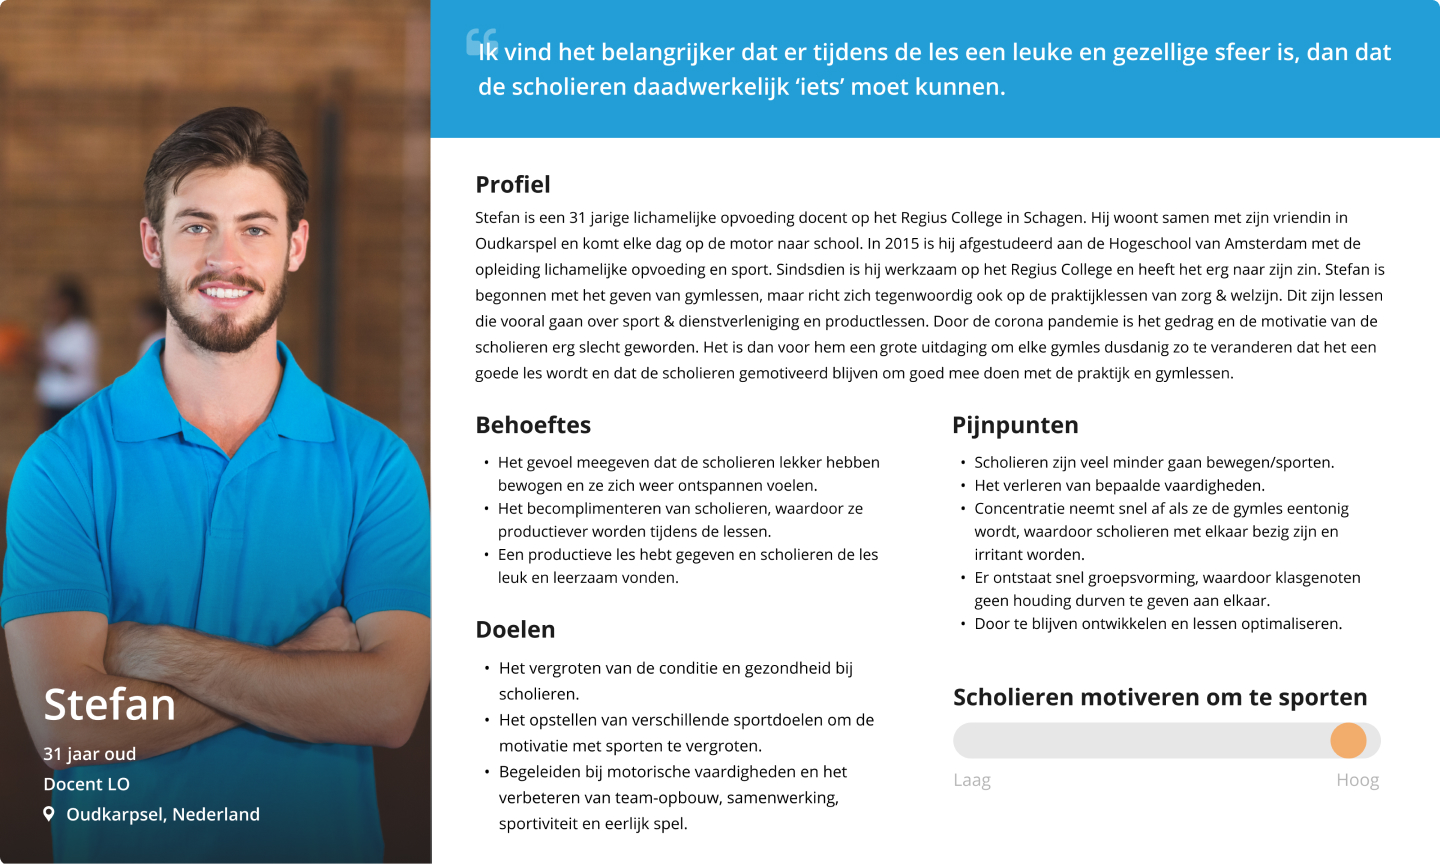 Ik vind het belangrijker dat er tijdens de les een leuke en gezellige sfeer is, dan dat
de scholieren daadwerkelijk ‘iets’ moet kunnen.
Profiel
Stefan is een 31 jarige lichamelijke opvoeding docent op het Regius College in Schagen. Hij woont samen met zijn vriendin in
Oudkarspel en komt elke dag op de motor naar school. In 2015 is hij afgestudeerd aan de Hogeschool van Amsterdam met de
opleiding lichamelijke opvoeding en sport. Sindsdien is hij werkzaam op het Regius College en heeft het erg naar zijn zin. Stefan is
begonnen met het geven van gymlessen, maar richt zich tegenwoordig ook op de praktijklessen van zorg & welzijn. Dit zijn lessen
die vooral gaan over sport & dienstverleniging en productlessen. Door de corona pandemie is het gedrag en de motivatie van de
scholieren erg slecht geworden. Het is dan voor hem een grote uitdaging om elke gymles dusdanig zo te veranderen dat het een
goede les wordt en dat de scholieren gemotiveerd blijven om goed mee doen met de praktijk en gymlessen.
Behoeftes
• Het gevoel meegeven dat de scholieren lekker hebben
bewogen en ze zich weer ontspannen voelen.
• Het becomplimenteren van scholieren, waardoor ze
productiever worden tijdens de lessen.
• Een productieve les hebt gegeven en scholieren de les
leuk en leerzaam vonden.
Doelen
• Het vergroten van de conditie en gezondheid bij
scholieren.
• Het opstellen van verschillende sportdoelen om de
motivatie met sporten te vergroten.
• Begeleiden bij motorische vaardigheden en het
verbeteren van team-opbouw, samenwerking,
sportiviteit en eerlijk spel.
Pijnpunten
• Scholieren zijn veel minder gaan bewegen/sporten.
• Het verleren van bepaalde vaardigheden.
• Concentratie neemt snel af als ze de gymles eentonig
wordt, waardoor scholieren met elkaar bezig zijn en
irritant worden.
• Er ontstaat snel groepsvorming, waardoor klasgenoten
geen houding durven te geven aan elkaar.
• Door te blijven ontwikkelen en lessen optimaliseren.
Scholieren motiveren om te sporten
Laag Hoog
Stefan
31 jaar oud
Docent LO
Oudkarpsel, Nederland